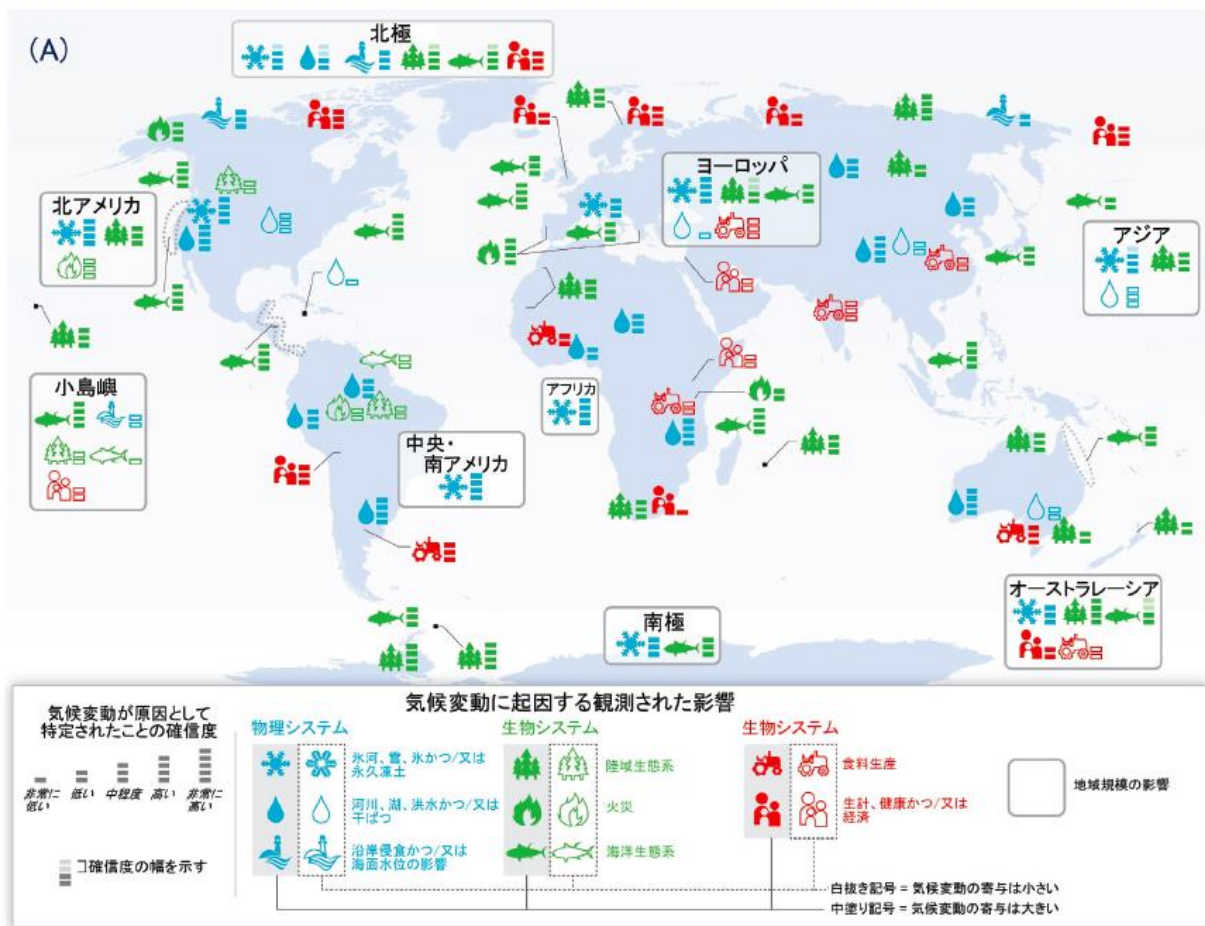 (A)
北極
ヨーロッパ
北アメリカ
アジア
小島嶼
アフリカ
中央・
南アメリカ
オーストラレーシア
南極
気候変動に起因する観測された影響
気候変動が原因として
特定されたことの確信度
非常に
低い
低い
中程度
高い
非常に
高い
確信度の幅を示す
物理システム
氷河、雪、氷かつ/又は
永久凍土
河川、湖、洪水かつ/又は
干ばつ
沿岸侵食かつ/又は
海面水位の影響
生物システム
陸域生態系
火災
海洋生態系
生物システム
食料生産
生計、健康かつ/又は
経済
地域規模の影響
白抜き記号 = 気候変動の寄与は小さい
中塗り記号 = 気候変動の寄与は大きい